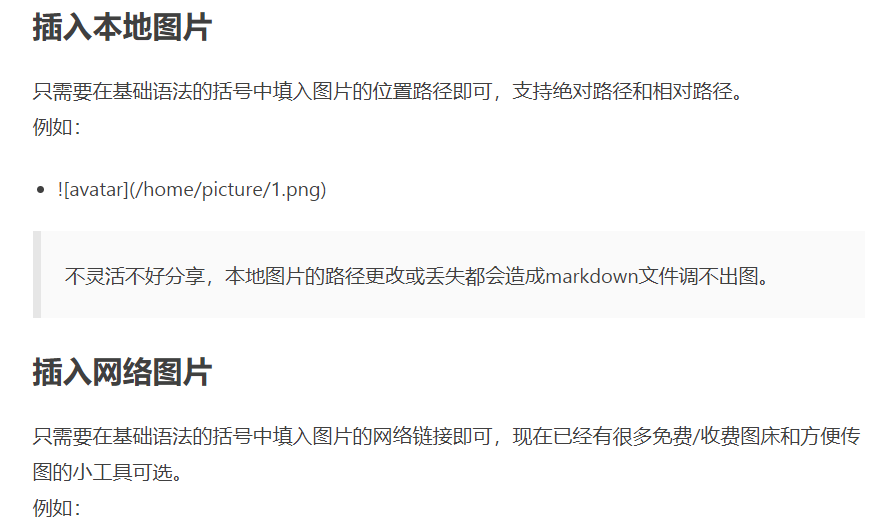 插入本地图片
只需要在基础语法的括号中填入图片的位置路径即可，支持绝对路径和相对路径。
例如：
• ![avatar](/home/picture/1.png)
不灵活不好分享，本地图片的路径更改或丢失都会造成markdown文件调不出图。
插入网络图片
只需要在基础语法的括号中填入图片的网络链接即可，现在已经有很多免费/收费图床和方便传
图的小工具可选。
例如：